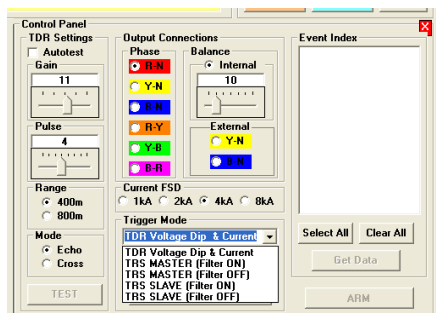 Control Panel
TDR Settings
Autotest
Gain
11
Pulse
4
Range
400m
800m
Mode
Echo
Cross
TEST
Output Connections
Phase
R-N
Y-N
B-N
R-Y
Y-B
B-R
Balance
Internal
10
External
Y-N
B-N
Current FSD
1kA 2kA 4kA 8kA
Trigger Mode
TDR Voltage Dip & Current
TDR Voltage Dip & Current
TRS MASTER (Filter ON)
TRS MASTER (Filter OFF)
TRS SLAVE (Filter ON)
TRS SLAVE (Filter OFF)
X
Event Index
Select All Clear All
Get Data
ARM